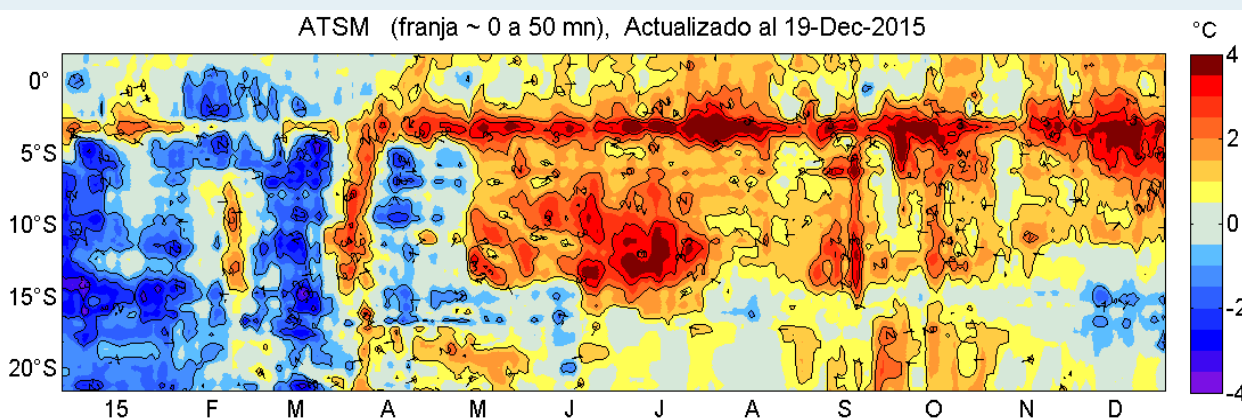 ATSM (franja ~ 0 a 50 mn), Actualizado al 19-Dec-2015
°C
0°
5°S
10°S
15°S
20°S
4
2
0
-2
-4
15 F M A M J J A S O N D